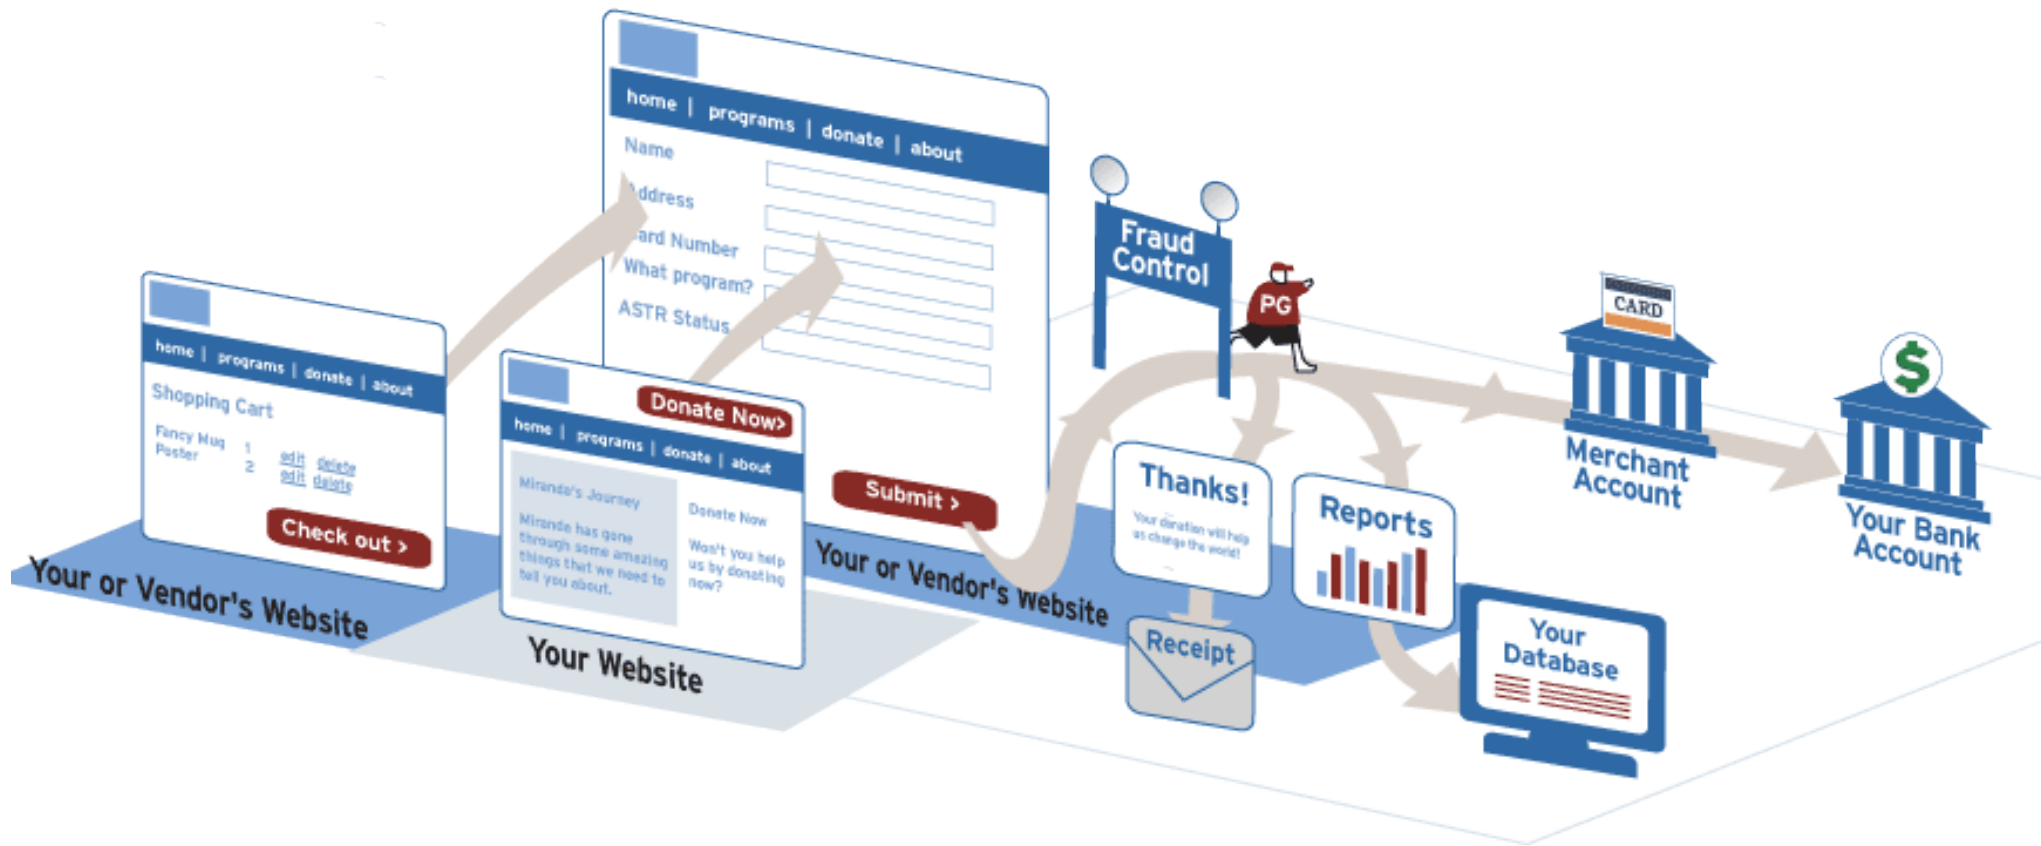 home | programs | donate | about
Name
Address
Card Number
What program?
ASTR Status
Submit >
Your or Vendor's Website
home | programs | donate | about
Shopping Cart
Fancy Mug 1 edit delete
Poster 2 edit delete
Check out >
Your or Vendor's Website
Donate Now>
home | programs | donate | about
Miranda's Journey
Miranda has gone
through some amazing
things that we need to
tell you about.
Donate Now
Won't you help
us by donating
now?
Your Website
Fraud
Control
PG
Thanks!
Your donation will help
us change the world!
Receipt
Reports
Your
Database
CARD
Merchant
Account
$
Your Bank
Account